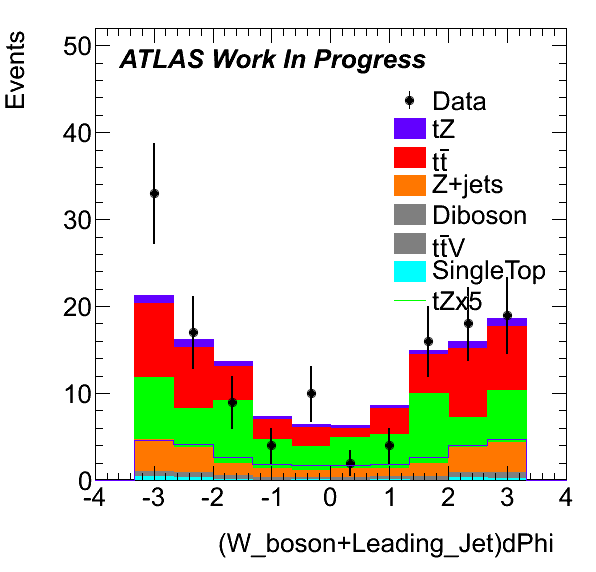 Events
50
40
30
20
10
0
ATLAS Work In Progress
Data
tZ
tt̄
Z+jets
Diboson
tt̄V
SingleTop
tZx5
-4 -3 -2 -1 0 1 2 3 4
(W_boson+Leading_Jet)dPhi